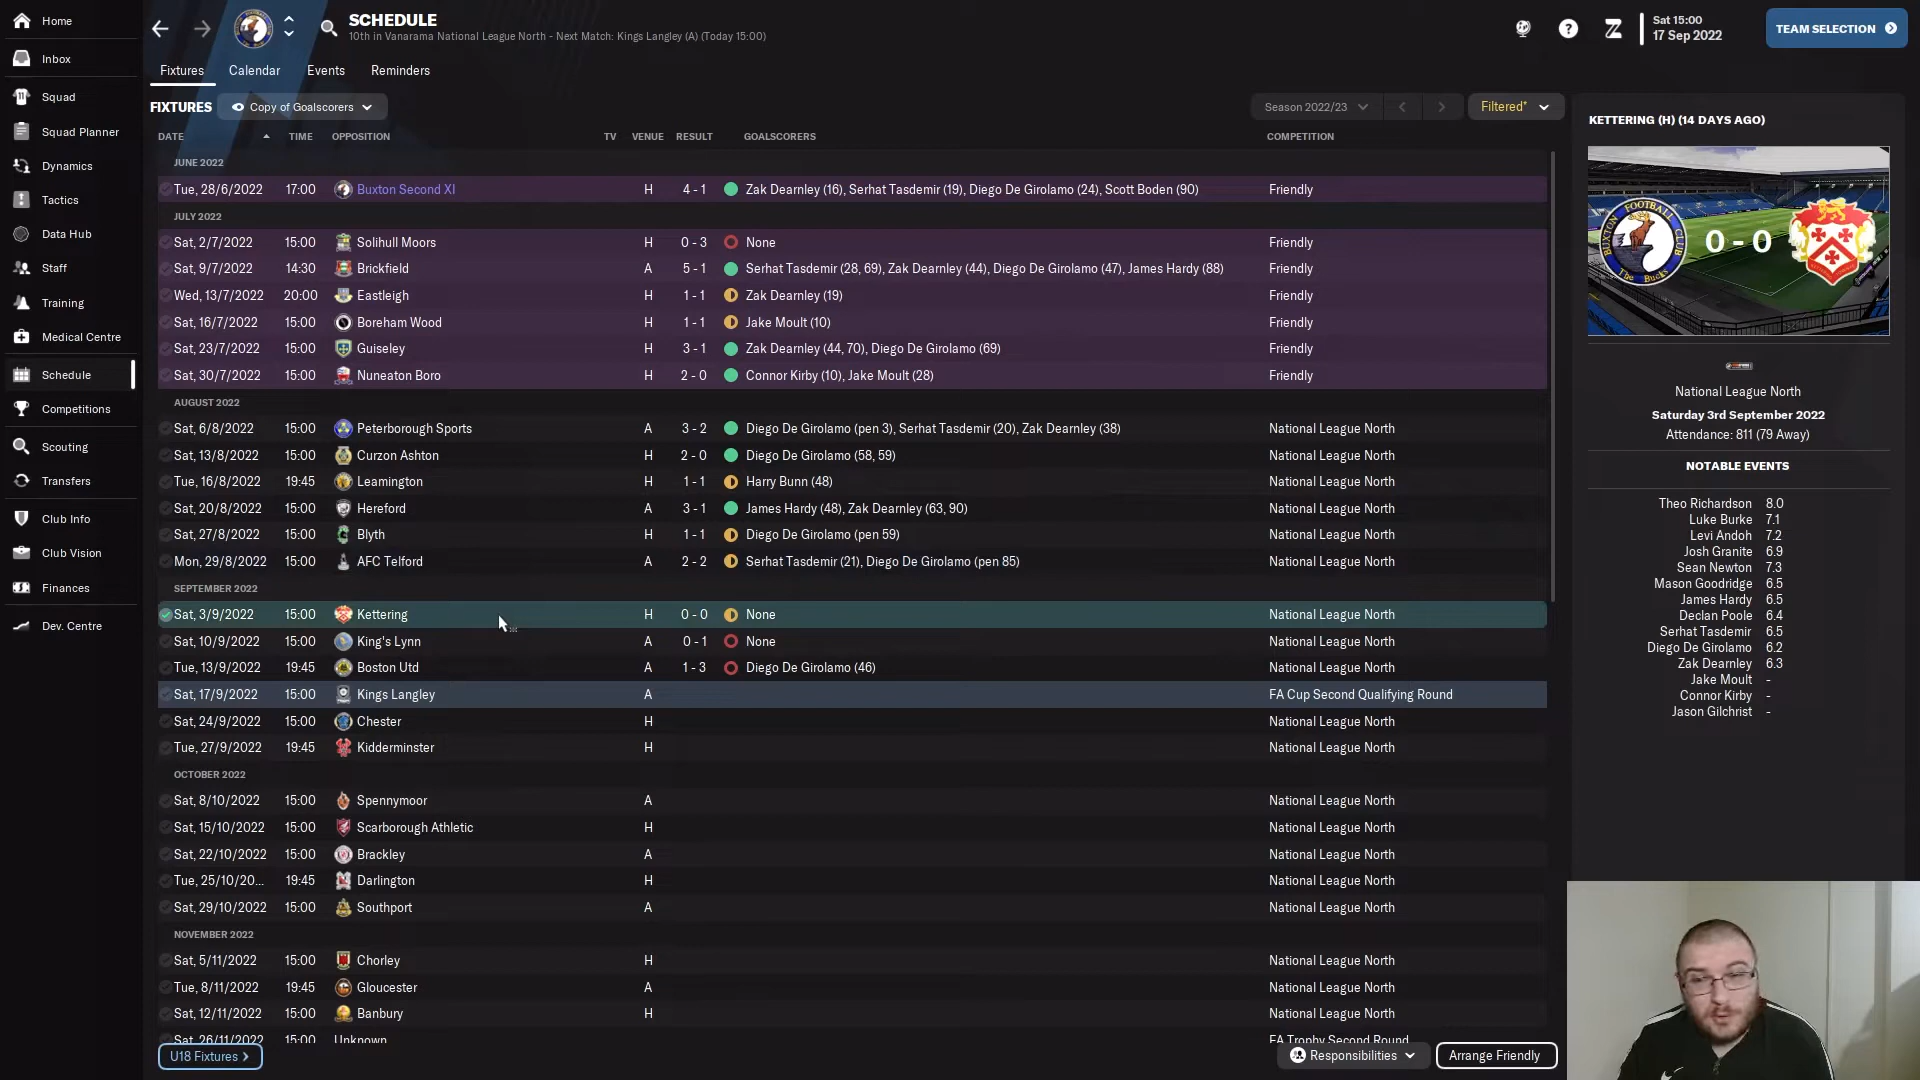 Home
Inbox
Squad
Squad Planner
Dynamics
Tactics
Data Hub
Staff
Training
Medical Centre
Schedule
Competitions
Scouting
Transfers
Club Info
Club Vision
Finances
Dev. Centre
SCHEDULE
10th in Vanarama National League North - Next Match: Kings Langley (A) (Today 15:00)
Sat 15:00
17 Sep 2022
TEAM SELECTION
Fixtures Calendar Events Reminders
FIXTURES Copy of Goalscorers Season 2022/23 Filtered*
DATE TIME OPPOSITION TV VENUE RESULT GOALSCORERS COMPETITION
JUNE 2022
Tue, 28/6/2022 17:00 Buxton Second XI H 4 - 1 Zak Dearnley (16), Serhat Tasdemir (19), Diego De Girolamo (24), Scott Boden (90) Friendly
JULY 2022
Sat, 2/7/2022 15:00 Solihull Moors H 0 - 3 None Friendly
Sat, 9/7/2022 14:30 Brickfield A 5 - 1 Serhat Tasdemir (28, 69), Zak Dearnley (44), Diego De Girolamo (47), James Hardy (88) Friendly
Wed, 13/7/2022 20:00 Eastleigh H 1 - 1 Zak Dearnley (19) Friendly
Sat, 16/7/2022 15:00 Boreham Wood H 1 - 1 Jake Moult (10) Friendly
Sat, 23/7/2022 15:00 Guiseley H 3 - 1 Zak Dearnley (44, 70), Diego De Girolamo (69) Friendly
Sat, 30/7/2022 15:00 Nuneaton Boro H 2 - 0 Connor Kirby (10), Jake Moult (28) Friendly
AUGUST 2022
Sat, 6/8/2022 15:00 Peterborough Sports A 3 - 2 Diego De Girolamo (pen 3), Serhat Tasdemir (20), Zak Dearnley (38) National League North
Sat, 13/8/2022 15:00 Curzon Ashton H 2 - 0 Diego De Girolamo (58, 59) National League North
Tue, 16/8/2022 19:45 Leamington H 1 - 1 Harry Bunn (48) National League North
Sat, 20/8/2022 15:00 Hereford A 3 - 1 James Hardy (48), Zak Dearnley (63, 90) National League North
Sat, 27/8/2022 15:00 Blyth H 1 - 1 Diego De Girolamo (pen 59) National League North
Mon, 29/8/2022 15:00 AFC Telford A 2 - 2 Serhat Tasdemir (21), Diego De Girolamo (pen 85) National League North
SEPTEMBER 2022
Sat, 3/9/2022 15:00 Kettering H 0 - 0 None National League North
Sat, 10/9/2022 15:00 King's Lynn A 0 - 1 None National League North
Tue, 13/9/2022 19:45 Boston Utd A 1 - 3 Diego De Girolamo (46) National League North
Sat, 17/9/2022 15:00 Kings Langley A FA Cup Second Qualifying Round
Sat, 24/9/2022 15:00 Chester H National League North
Tue, 27/9/2022 19:45 Kidderminster H National League North
OCTOBER 2022
Sat, 8/10/2022 15:00 Spennymoor A National League North
Sat, 15/10/2022 15:00 Scarborough Athletic H National League North
Sat, 22/10/2022 15:00 Brackley A National League North
Tue, 25/10/20... 19:45 Darlington H National League North
Sat, 29/10/2022 15:00 Southport A National League North
NOVEMBER 2022
Sat, 5/11/2022 15:00 Chorley H National League North
Tue, 8/11/2022 19:45 Gloucester A National League North
Sat, 12/11/2022 15:00 Banbury H National League North
Sat, 26/11/2022 15:00 Unknown FA Trophy Second Round
U18 Fixtures Responsibilities Arrange Friendly
KETTERING (H) (14 DAYS AGO)
BUXTON FOOTBALL CLUB
The Bucks
0 - 0
National League North
Saturday 3rd September 2022
Attendance: 811 (79 Away)
NOTABLE EVENTS
Theo Richardson 8.0
Luke Burke 7.1
Levi Andoh 7.2
Josh Granite 6.9
Sean Newton 7.3
Mason Goodridge 6.5
James Hardy 6.5
Declan Poole 6.4
Serhat Tasdemir 6.5
Diego De Girolamo 6.2
Zak Dearnley 6.3
Jake Moult -
Connor Kirby -
Jason Gilchrist -